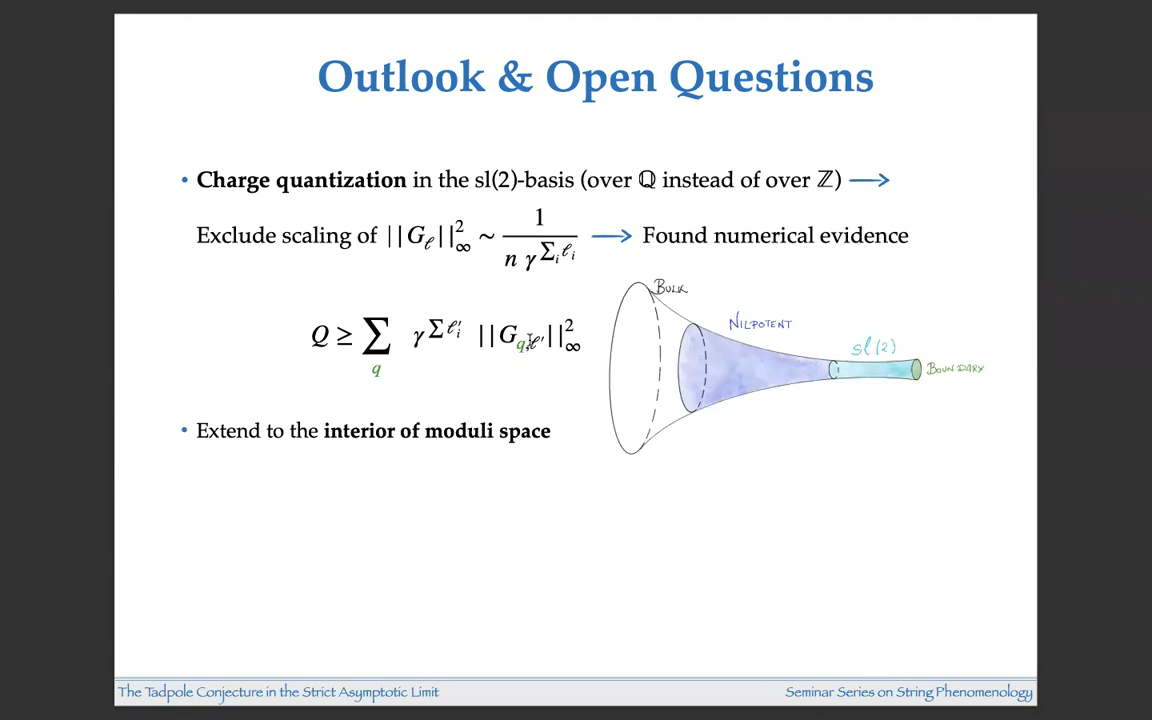 Outlook & Open Questions
• Charge quantization in the sl(2)-basis (over ℚ instead of over ℤ) →
Exclude scaling of ||G_ℓ||²_∞ ~ 1 / (n γ^{Σ_i ℓ_i}) → Found numerical evidence
Q ≥ Σ_q γ^{Σ ℓ'_i} ||G_{q,ℓ'}||²_∞
BULK
NILPOTENT
sl(2)
BOUNDARY
• Extend to the interior of moduli space
The Tadpole Conjecture in the Strict Asymptotic Limit
Seminar Series on String Phenomenology